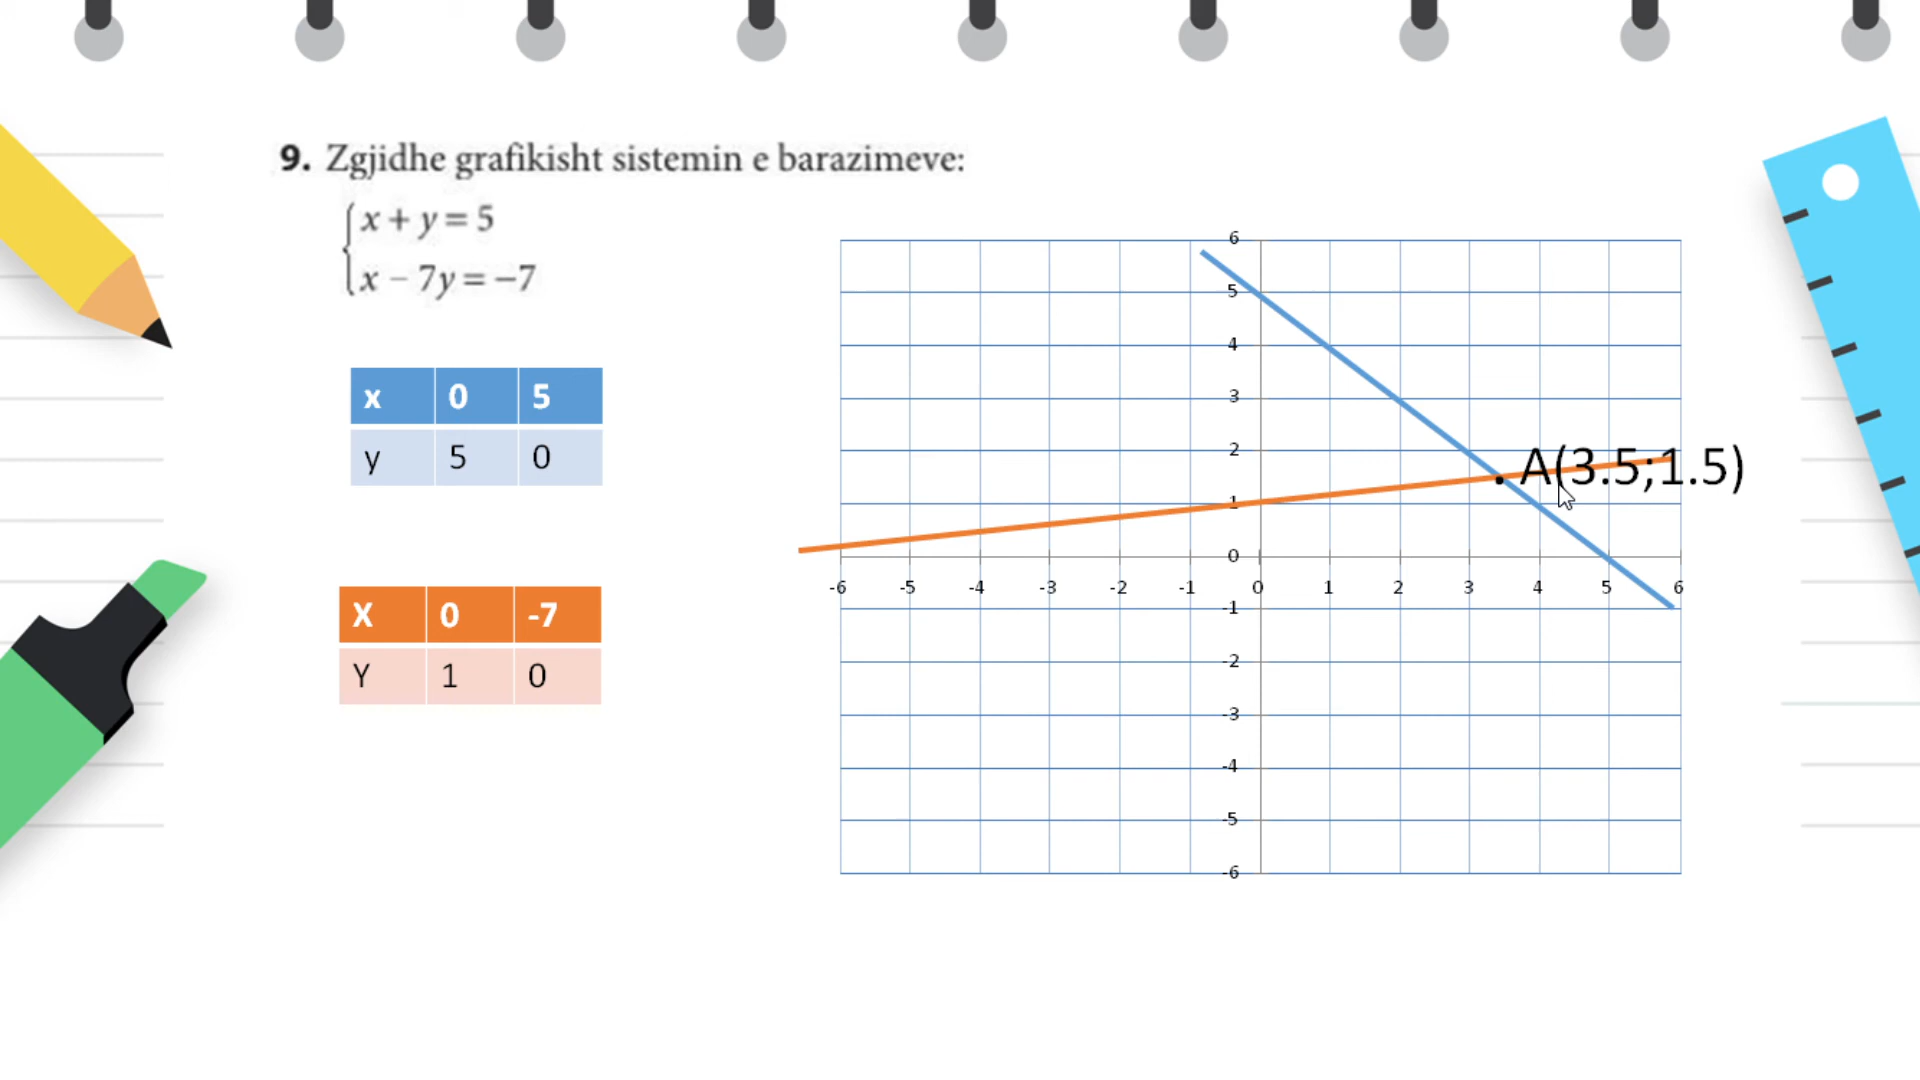 9. Zgjidhe grafikisht sistemin e barazimeve:
x + y = 5
x – 7y = –7
x 0 5
y 5 0
X 0 -7
Y 1 0
6
5
4
3
2
A(3.5;1.5)
1
0
-6 -5 -4 -3 -2 -1 0 1 2 3 4 5 6
-1
-2
-3
-4
-5
-6